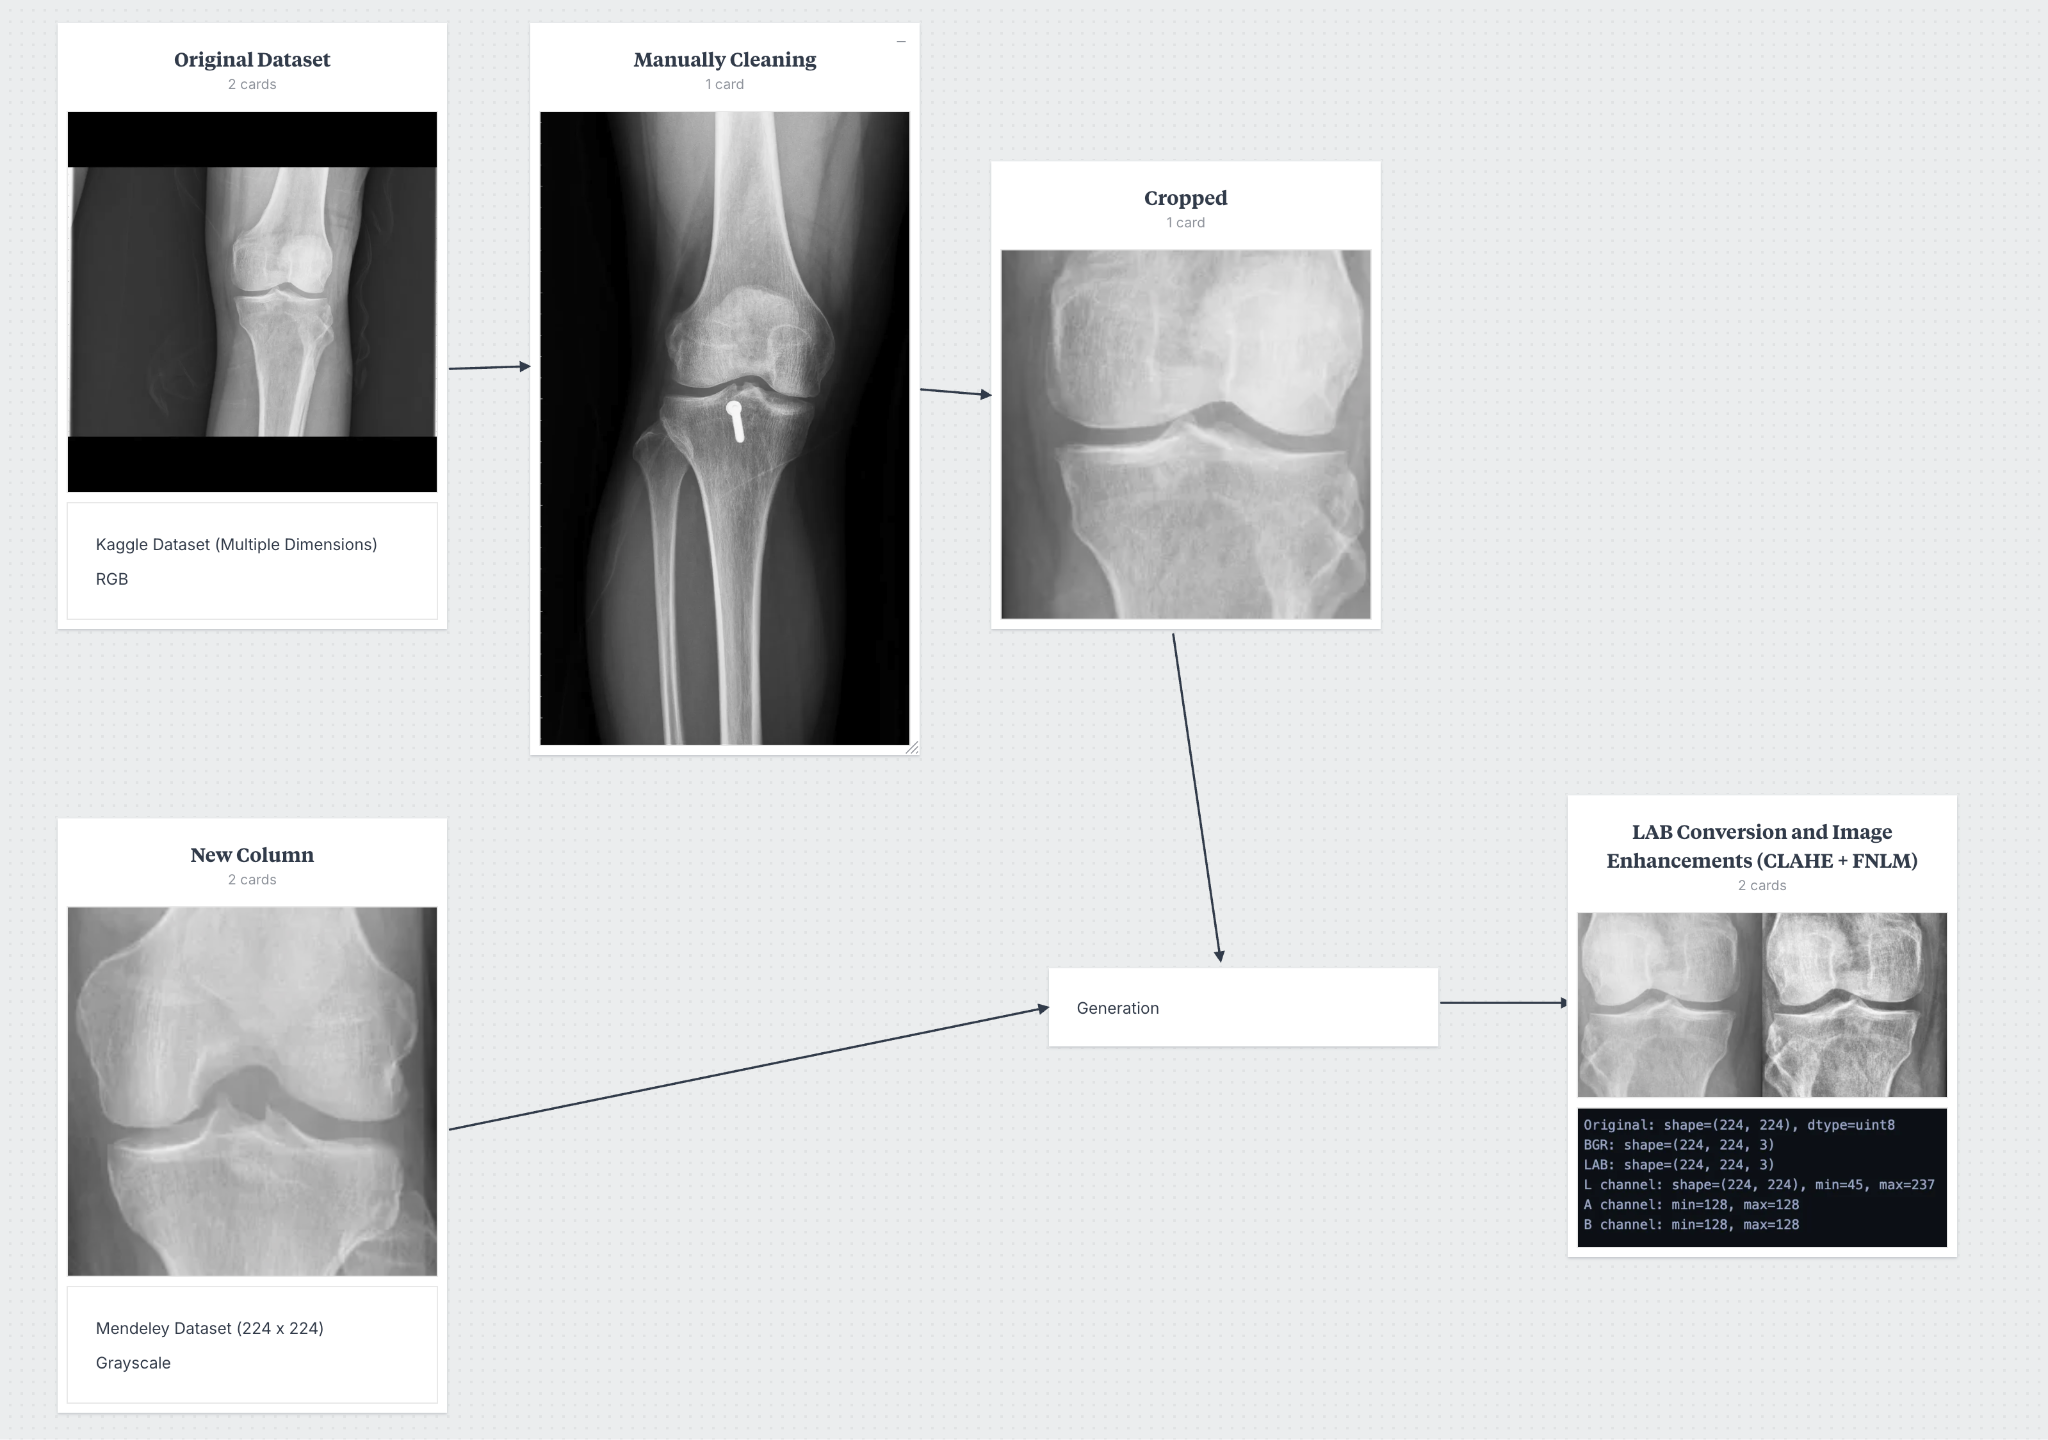 Original Dataset
2 cards
Kaggle Dataset (Multiple Dimensions)
RGB
Manually Cleaning
1 card
Cropped
1 card
New Column
2 cards
Mendeley Dataset (224 x 224)
Grayscale
Generation
LAB Conversion and Image
Enhancements (CLAHE + FNLM)
2 cards
Original: shape=(224, 224), dtype=uint8
BGR: shape=(224, 224, 3)
LAB: shape=(224, 224, 3)
L channel: shape=(224, 224), min=45, max=237
A channel: min=128, max=128
B channel: min=128, max=128